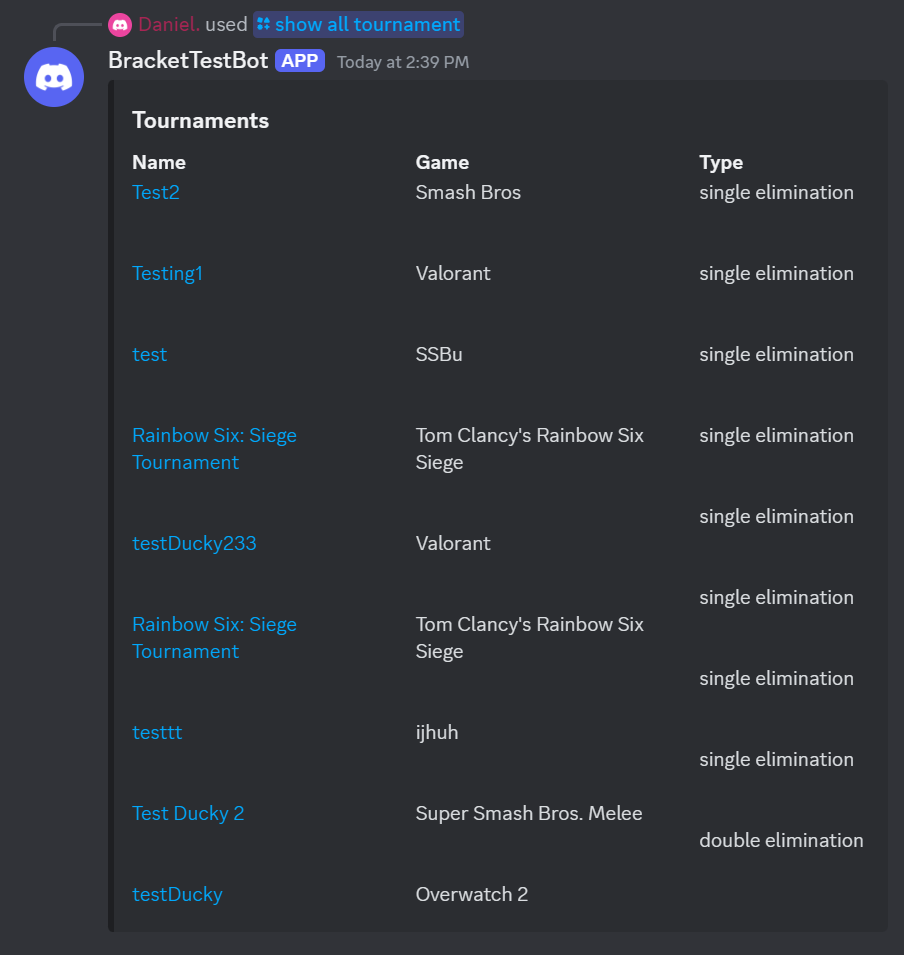 Daniel. used show all tournament
BracketTestBot APP Today at 2:39 PM
Tournaments
Name Game Type
Test2 Smash Bros single elimination
Testing1 Valorant single elimination
test SSBu single elimination
Rainbow Six: Siege Tom Clancy's Rainbow Six single elimination
Tournament Siege
single elimination
testDucky233 Valorant
single elimination
Rainbow Six: Siege Tom Clancy's Rainbow Six
Tournament Siege
single elimination
testtt ijhuh
single elimination
Test Ducky 2 Super Smash Bros. Melee
double elimination
testDucky Overwatch 2